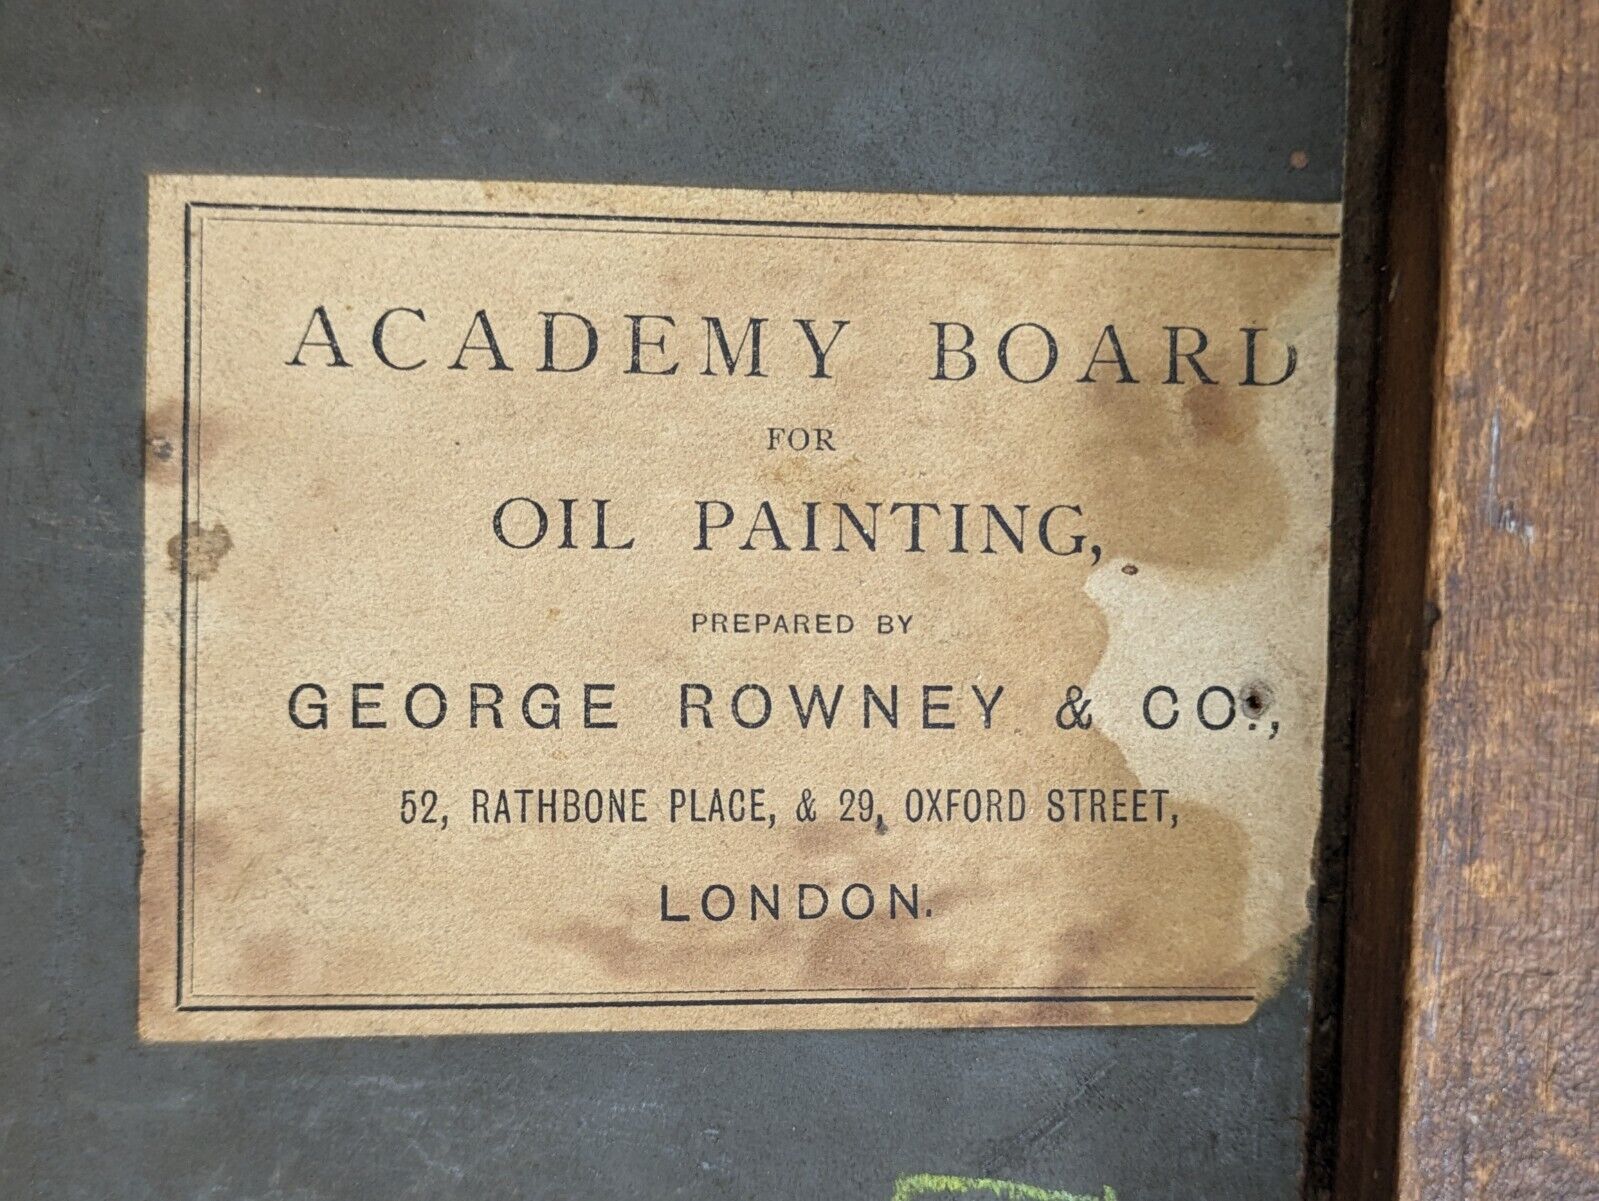 ACADEMY BOARD
FOR
OIL PAINTING,
PREPARED BY
GEORGE ROWNEY & CO.,
52, RATHBONE PLACE, & 29, OXFORD STREET,
LONDON.